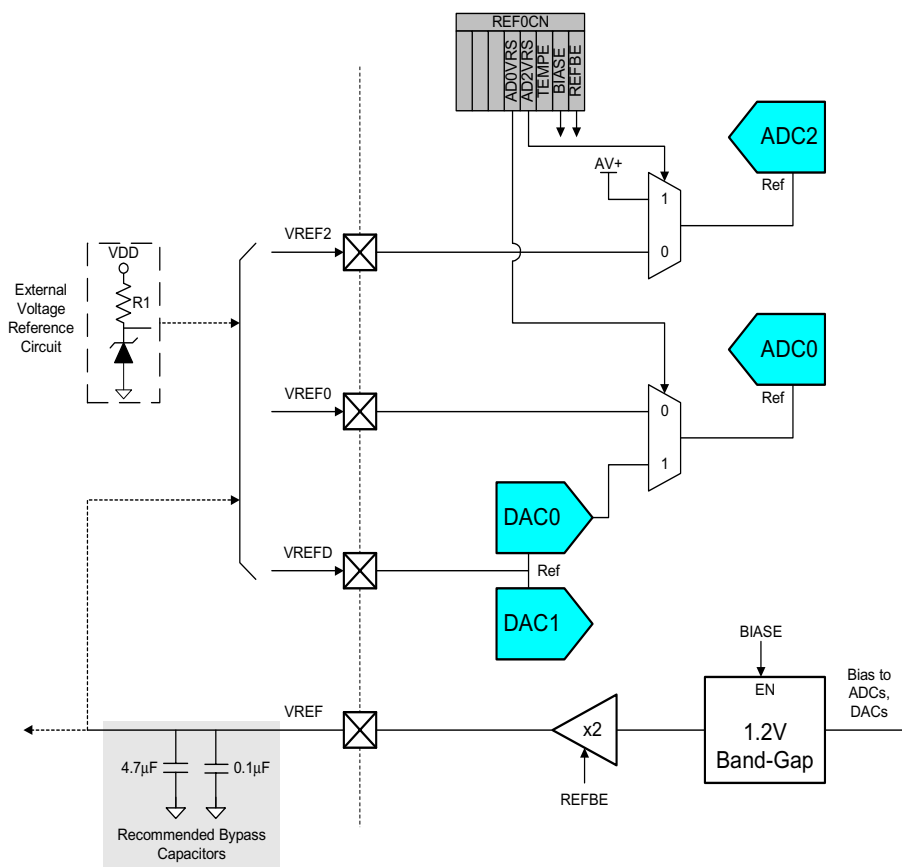 REF0CN
AD0VRS
AD2VRS
TEMPE
BIASE
REFBE
ADC2
Ref
AV+
1
0
VREF2
VDD
R1
External
Voltage
Reference
Circuit
ADC0
Ref
VREF0
0
1
DAC0
VREFD
Ref
DAC1
BIASE
EN
1.2V
Band-Gap
Bias to
ADCs,
DACs
VREF
x2
REFBE
4.7μF
0.1μF
Recommended Bypass
Capacitors